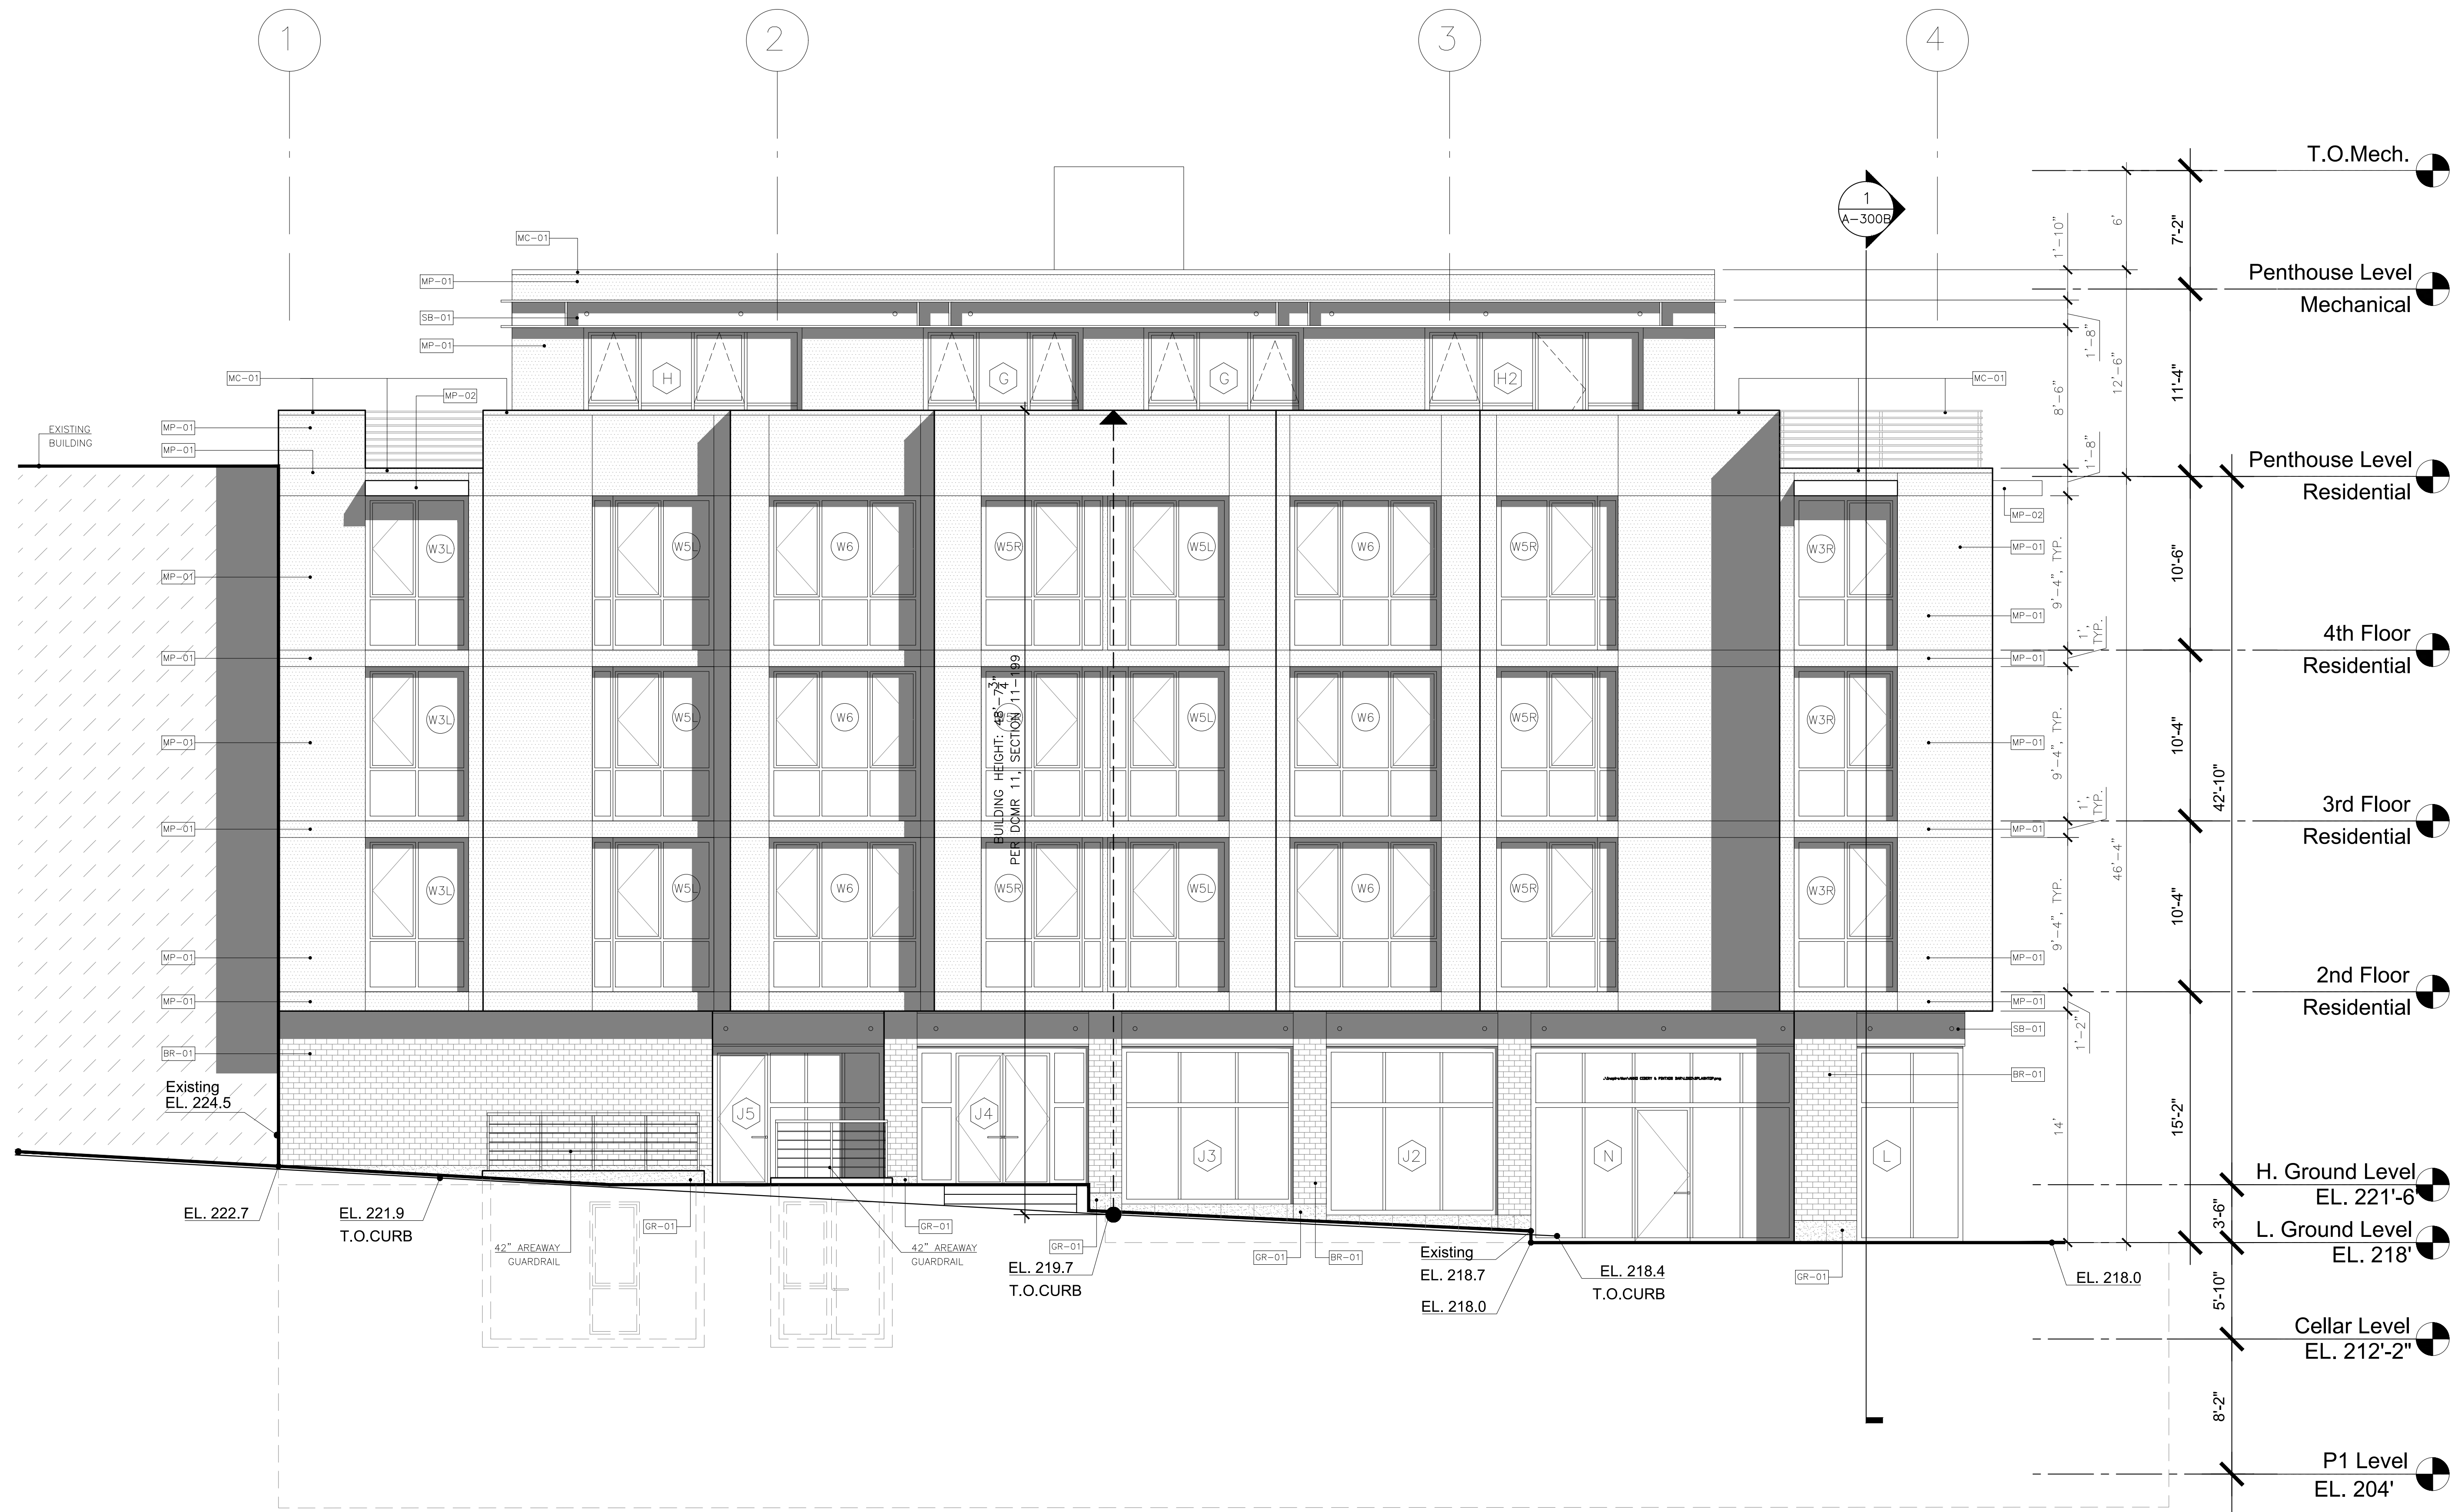 1
2
3
4
T.O.Mech.
1
A-300B
6'
7'-2"
1'-10"
MC-01
MP-01
Penthouse Level
Mechanical
SB-01
MP-01
1'-8"
12'-6"
11'-4"
8'-6"
H
G
G
H2
MC-01
MC-01
MP-02
EXISTING
BUILDING
MP-01
MP-01
1'-8"
Penthouse Level
Residential
MP-02
W3L
W5L
W6
W5R
W5L
W6
W5R
W3R
MP-01
MP-01
MP-01
9'-4", TYP.
10'-6"
1',
TYP.
4th Floor
Residential
MP-01
MP-01
BUILDING HEIGHT: 48'-7 3/4"
PER DCMR 11, SECTION 11-199
W3L
W5L
W6
W5L
W6
W5R
W3R
MP-01
MP-01
9'-4", TYP.
10'-4"
42'-10"
1',
TYP.
3rd Floor
Residential
MP-01
MP-01
46'-4"
W3L
W5L
W6
W5R
W5L
W6
W5R
W3R
MP-01
MP-01
9'-4", TYP.
10'-4"
2nd Floor
Residential
MP-01
MP-01
SB-01
1'-2"
BR-01
BR-01
Existing
EL. 224.5
J5
J4
J3
J2
N
L
14'
15'-2"
H. Ground Level
EL. 221'-6"
3'-6"
EL. 222.7
EL. 221.9
T.O.CURB
GR-01
GR-01
42" AREAWAY
GUARDRAIL
42" AREAWAY
GUARDRAIL
GR-01
GR-01
BR-01
EL. 219.7
T.O.CURB
Existing
EL. 218.7
EL. 218.0
EL. 218.4
T.O.CURB
GR-01
EL. 218.0
L. Ground Level
EL. 218'
5'-10"
Cellar Level
EL. 212'-2"
8'-2"
P1 Level
EL. 204'